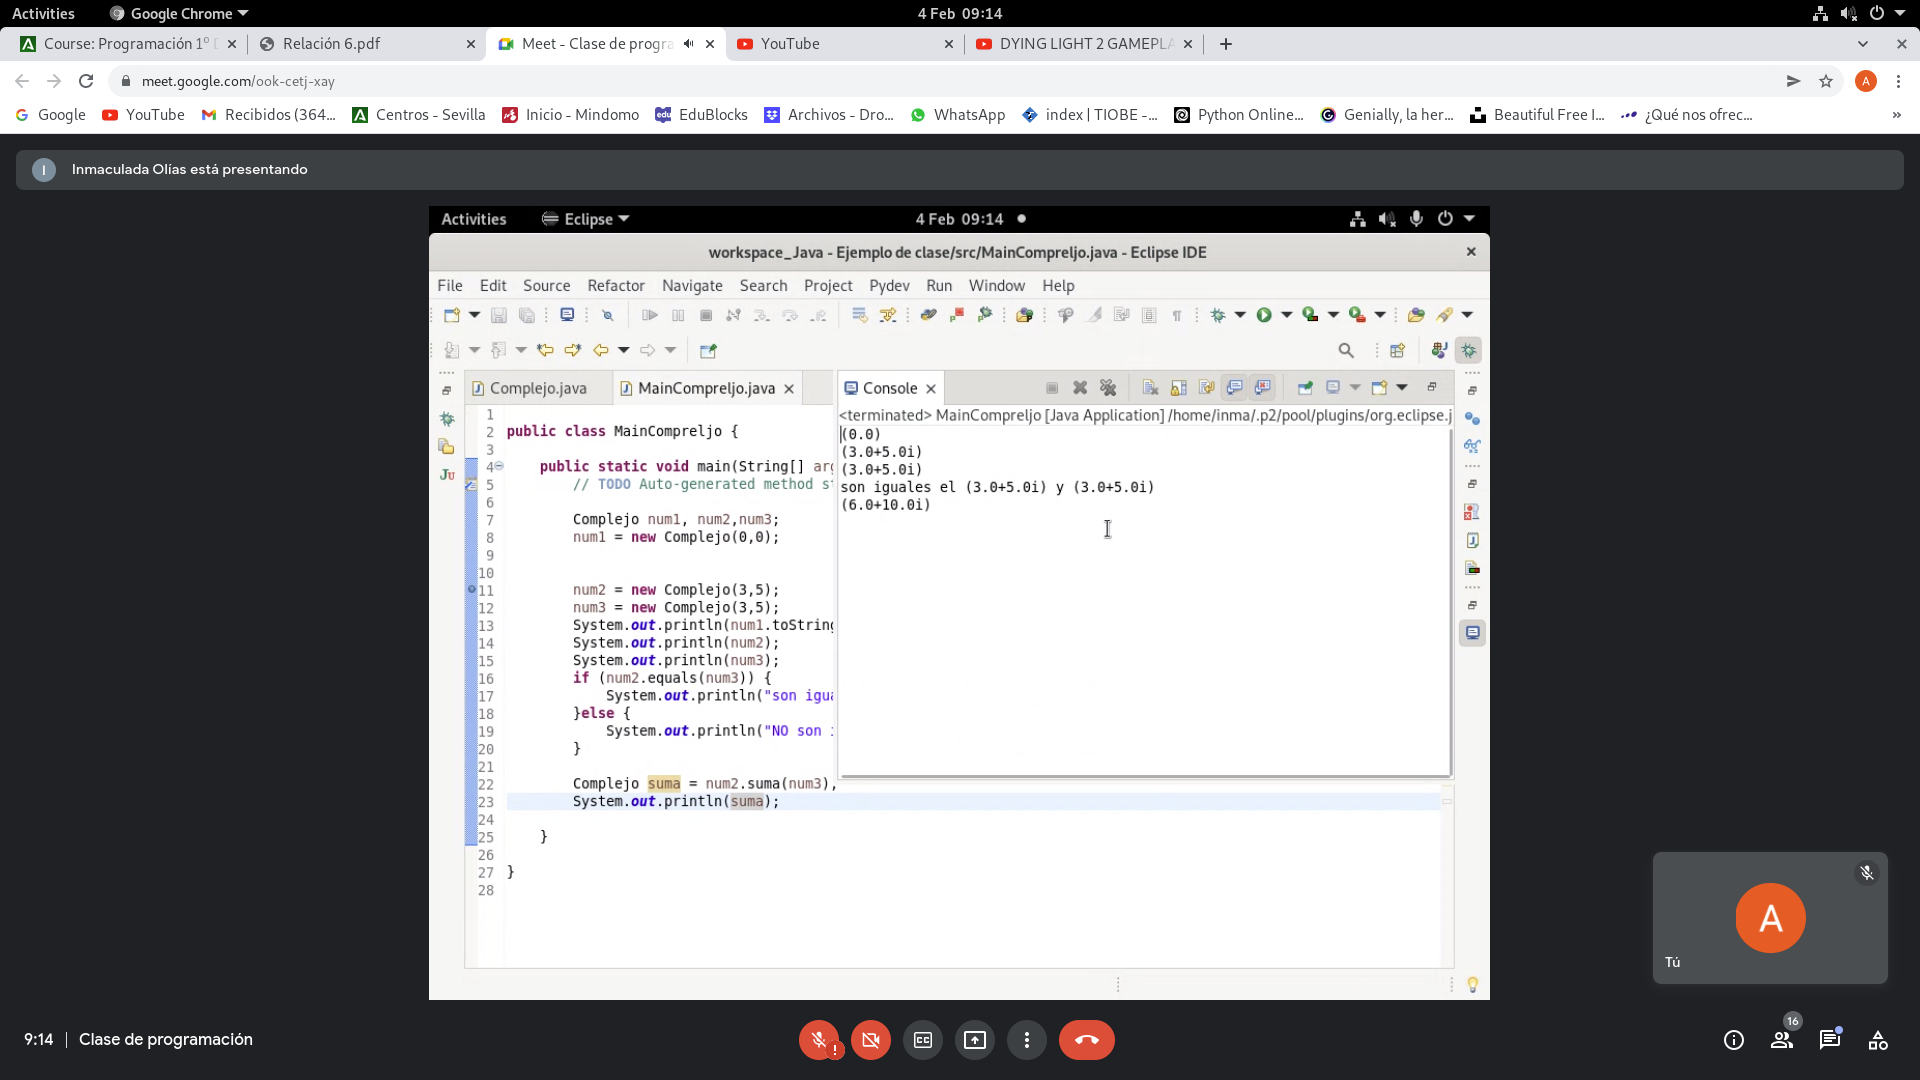 Activities Google Chrome 4 Feb 09:14
Course: Programación 1º Relación 6.pdf Meet - Clase de progra YouTube DYING LIGHT 2 GAMEPLA
meet.google.com/ook-cetj-xay A
Google YouTube Recibidos (364... Centros - Sevilla Inicio - Mindomo EduBlocks Archivos - Dro... WhatsApp index | TIOBE -... Python Online... Genially, la her... Beautiful Free I... ¿Qué nos ofrec... »
I Inmaculada Olías está presentando
Activities Eclipse 4 Feb 09:14
workspace_Java - Ejemplo de clase/src/MainCompreljo.java - Eclipse IDE
File Edit Source Refactor Navigate Search Project Pydev Run Window Help
Complejo.java MainCompreljo.java
1
2 public class MainCompreljo {
3
4 public static void main(String[] arg
5 // TODO Auto-generated method st
6
7 Complejo num1, num2,num3;
8 num1 = new Complejo(0,0);
9
10
11 num2 = new Complejo(3,5);
12 num3 = new Complejo(3,5);
13 System.out.println(num1.toString
14 System.out.println(num2);
15 System.out.println(num3);
16 if (num2.equals(num3)) {
17 System.out.println("son igua
18 }else {
19 System.out.println("NO son i
20 }
21
22 Complejo suma = num2.suma(num3);
23 System.out.println(suma);
24
25 }
26
27 }
28
Console
<terminated> MainCompreljo [Java Application] /home/inma/.p2/pool/plugins/org.eclipse.j
(0.0)
(3.0+5.0i)
(3.0+5.0i)
son iguales el (3.0+5.0i) y (3.0+5.0i)
(6.0+10.0i)
A
Tú
9:14 | Clase de programación
16